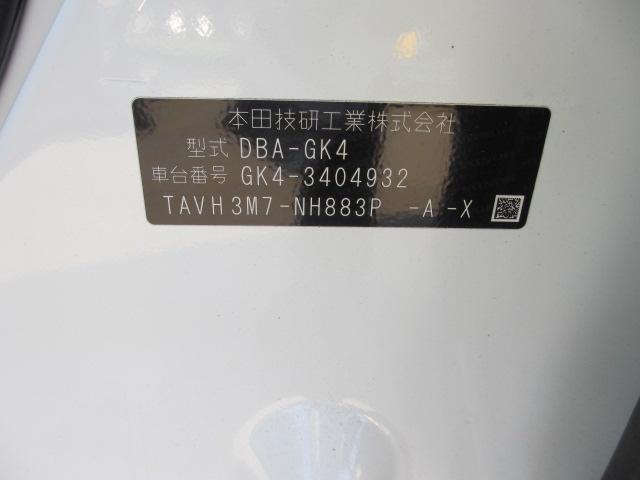 本田技研工業株式会社
型式 DBA-GK4
車台番号 GK4-3404932
TAVH3M7-NH883P -A-X